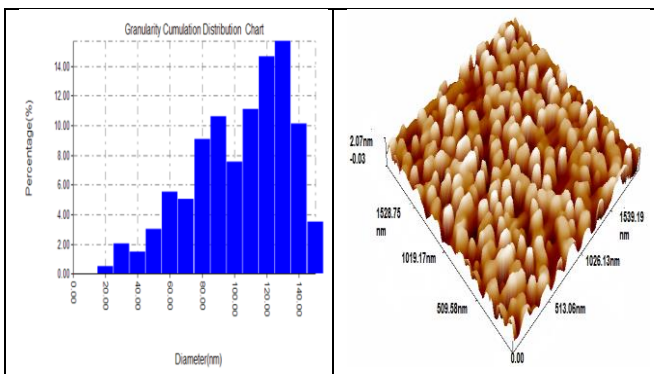 Granularity Cumulation Distribution Chart
Percentage(%)
14.00
12.00
10.00
8.00
6.00
4.00
2.00
0.00
0.00
20.00
40.00
60.00
80.00
100.00
120.00
140.00
Diameter(nm)
2.07nm
-0.03
1528.75
nm
1019.17nm
509.58nm
0.00
513.06nm
1026.13nm
1539.19
nm